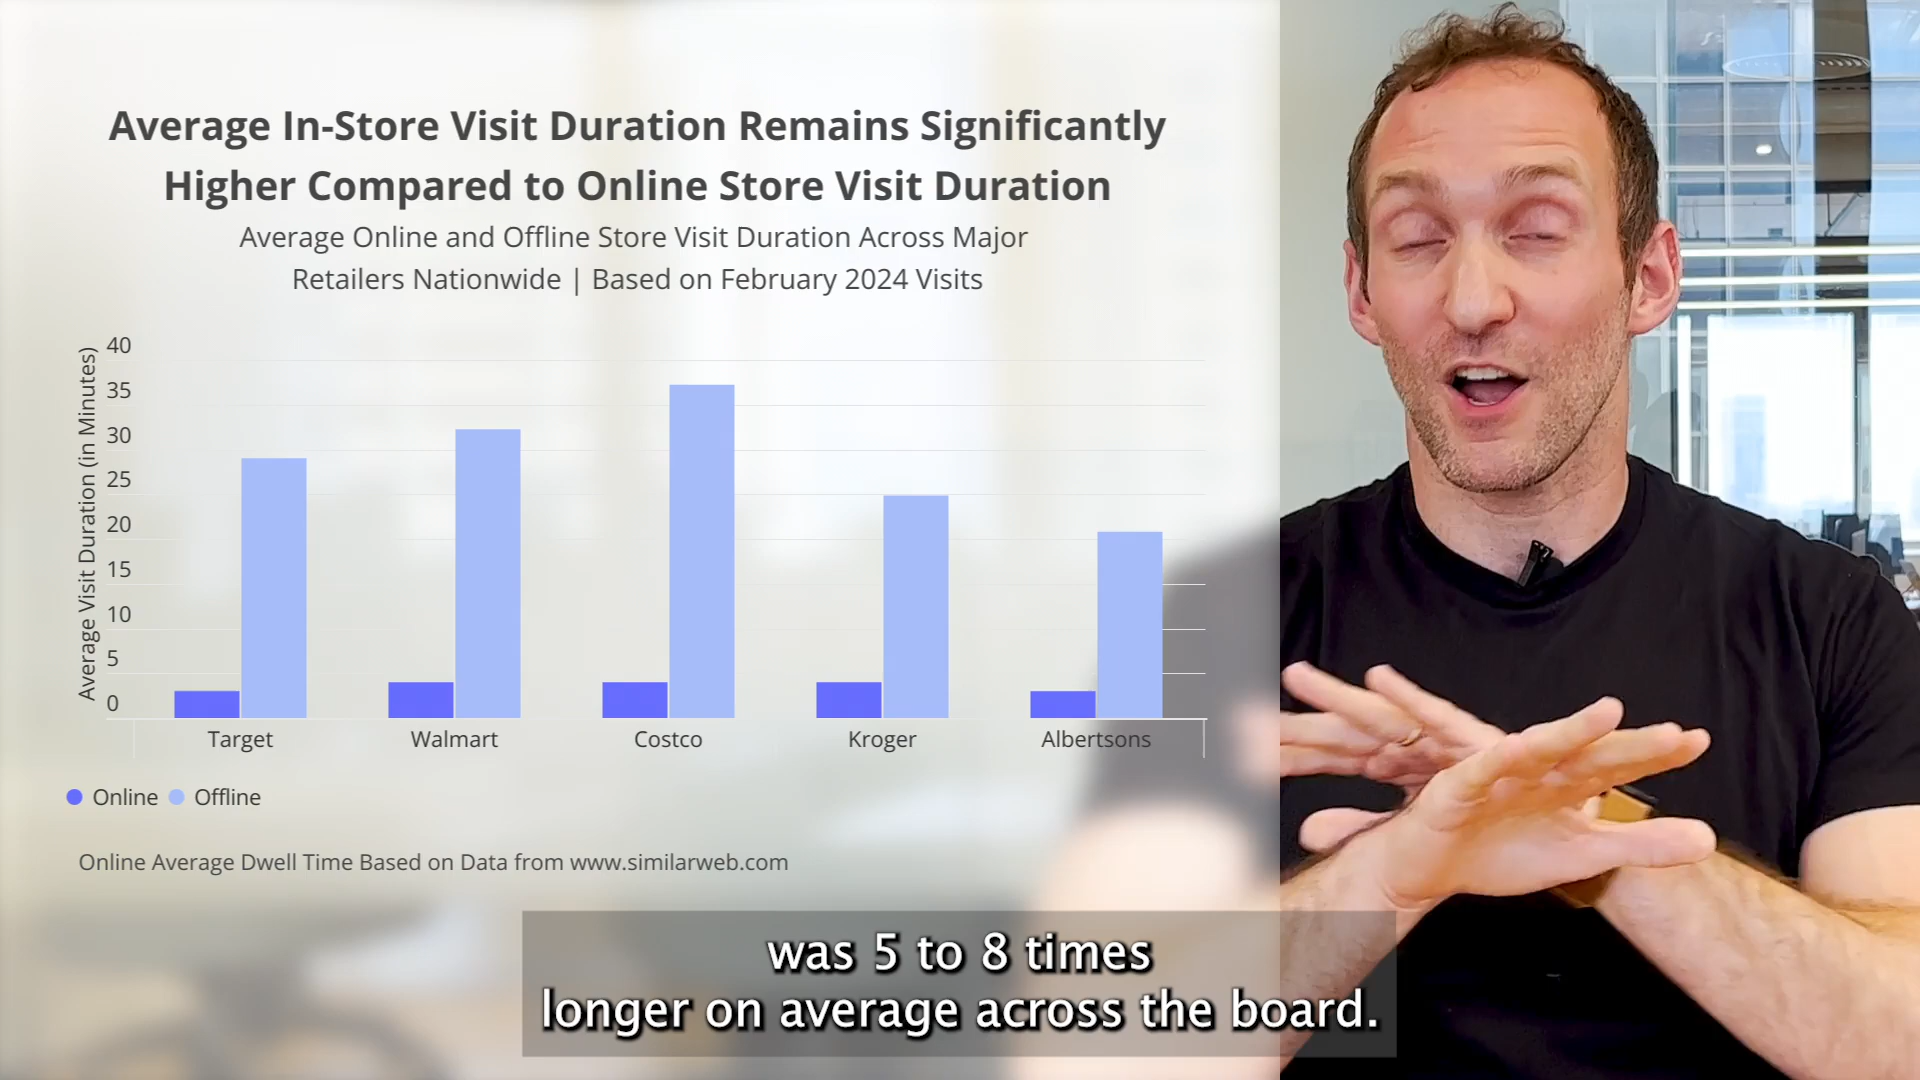 Average In-Store Visit Duration Remains Significantly
Higher Compared to Online Store Visit Duration
Average Online and Offline Store Visit Duration Across Major
Retailers Nationwide | Based on February 2024 Visits
Average Visit Duration (in Minutes)
40
35
30
25
20
15
10
5
0
Target Walmart Costco Kroger Albertsons
Online Offline
Online Average Dwell Time Based on Data from www.similarweb.com
was 5 to 8 times
longer on average across the board.